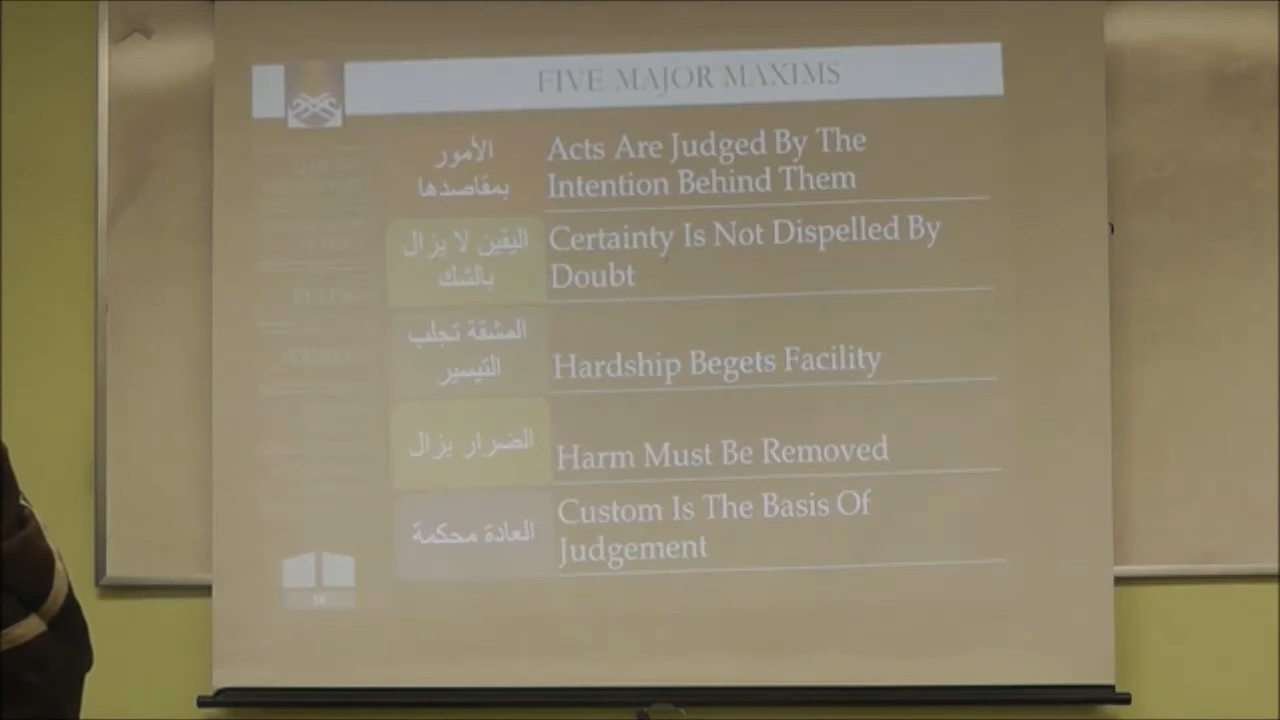 FIVE MAJOR MAXIMS
الأمور
بمقاصدها
Acts Are Judged By The
Intention Behind Them
اليقين لا يزال
بالشك
Certainty Is Not Dispelled By
Doubt
المشقة تجلب
التيسير
Hardship Begets Facility
الضرار يزال
Harm Must Be Removed
العادة محكمة
Custom Is The Basis Of
Judgement